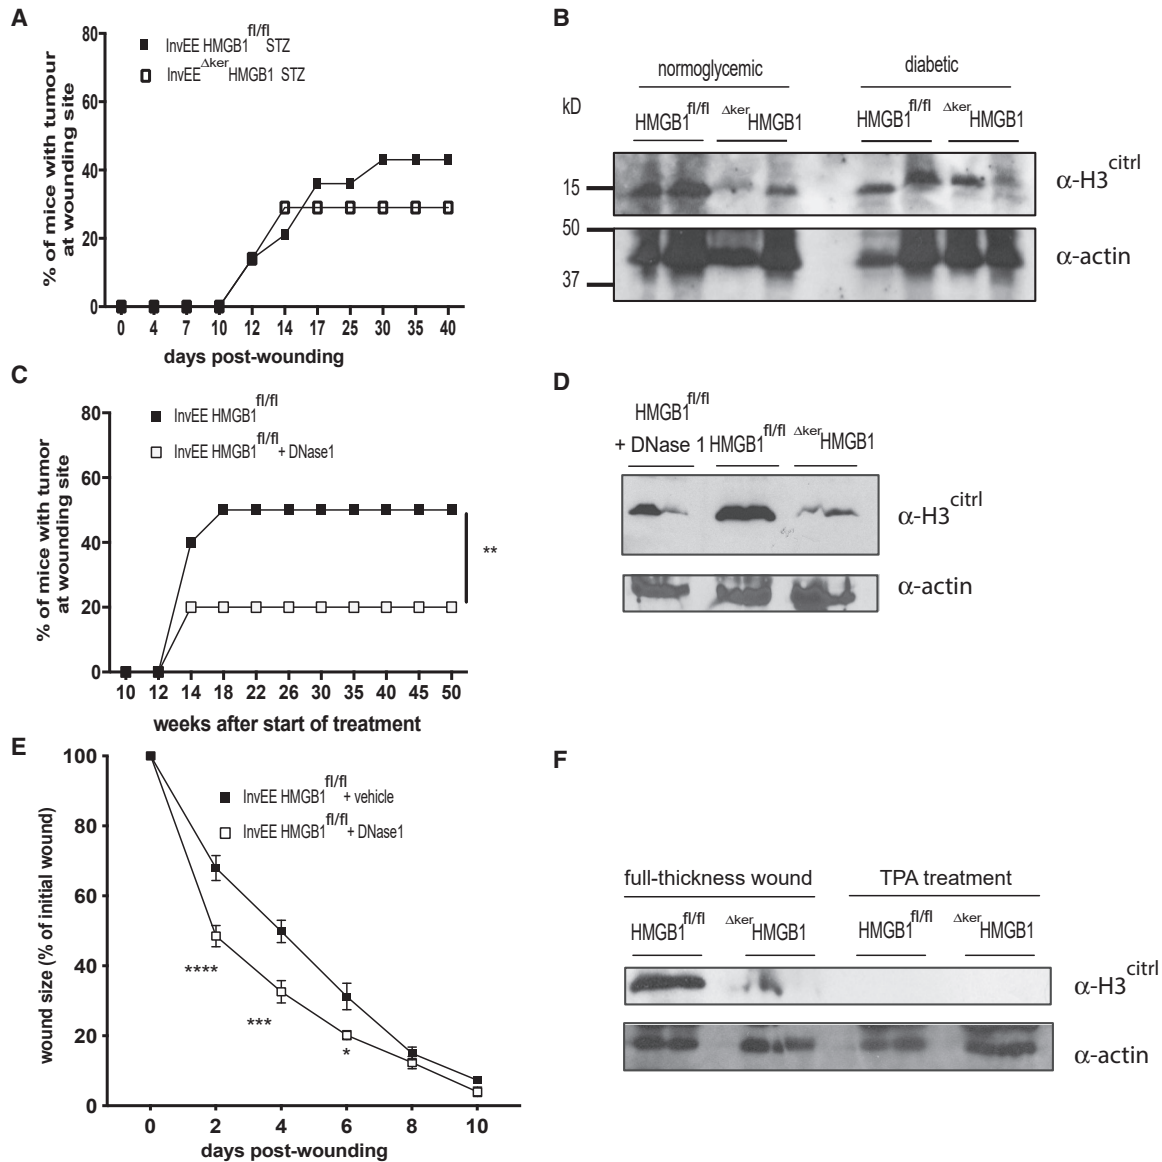 A
% of mice with tumour
at wounding site
80
60
40
20
0
InvEE HMGB1fl/fl STZ
InvEEΔkerHMGB1 STZ
0 4 7 10 12 14 17 25 30 35 40
days post-wounding
B
normoglycemic diabetic
kD
HMGB1fl/fl ΔkerHMGB1 HMGB1fl/fl ΔkerHMGB1
15
α-H3citrl
50
37
α-actin
C
% of mice with tumor
at wounding site
80
60
40
20
0
InvEE HMGB1fl/fl
InvEE HMGB1fl/fl + DNase1
**
10 12 14 18 22 26 30 35 40 45 50
weeks after start of treatment
D
HMGB1fl/fl
+ DNase 1 HMGB1fl/fl ΔkerHMGB1
α-H3citrl
α-actin
E
wound size (% of initial wound)
100
80
60
40
20
0
InvEE HMGB1fl/fl + vehicle
InvEE HMGB1fl/fl + DNase1
****
***
*
0 2 4 6 8 10
days post-wounding
F
full-thickness wound TPA treatment
HMGB1fl/fl ΔkerHMGB1 HMGB1fl/fl ΔkerHMGB1
α-H3citrl
α-actin